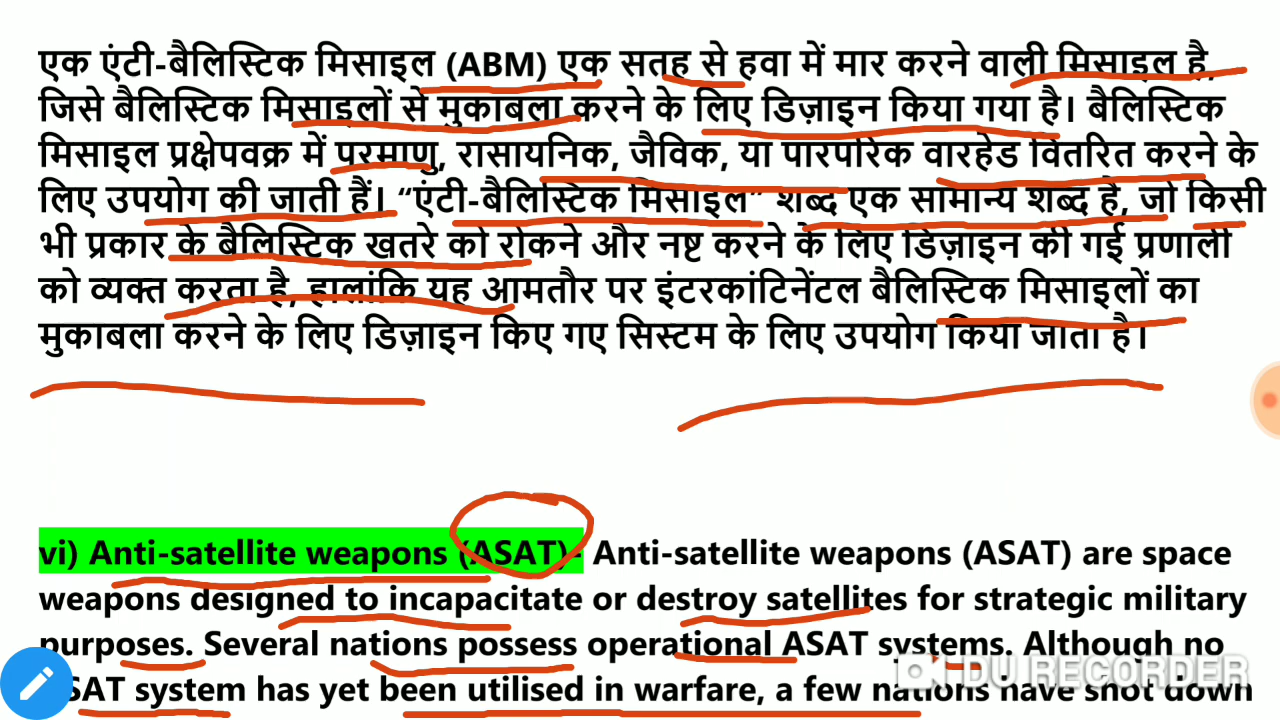 एक एंटी-बैलिस्टिक मिसाइल (ABM) एक सतह से हवा में मार करने वाली मिसाइल है,
जिसे बैलिस्टिक मिसाइलों से मुकाबला करने के लिए डिज़ाइन किया गया है। बैलिस्टिक
मिसाइल प्रक्षेपवक्र में परमाणु, रासायनिक, जैविक, या पारंपरिक वारहेड वितरित करने के
लिए उपयोग की जाती हैं। “एंटी-बैलिस्टिक मिसाइल” शब्द एक सामान्य शब्द है, जो किसी
भी प्रकार के बैलिस्टिक खतरे को रोकने और नष्ट करने के लिए डिज़ाइन की गई प्रणाली
को व्यक्त करता है, हालांकि यह आमतौर पर इंटरकांटिनेंटल बैलिस्टिक मिसाइलों का
मुकाबला करने के लिए डिज़ाइन किए गए सिस्टम के लिए उपयोग किया जाता है।
vi) Anti-satellite weapons (ASAT)- Anti-satellite weapons (ASAT) are space
weapons designed to incapacitate or destroy satellites for strategic military
purposes. Several nations possess operational ASAT systems. Although no
SAT system has yet been utilised in warfare, a few nations have shot down
DU RECORDER